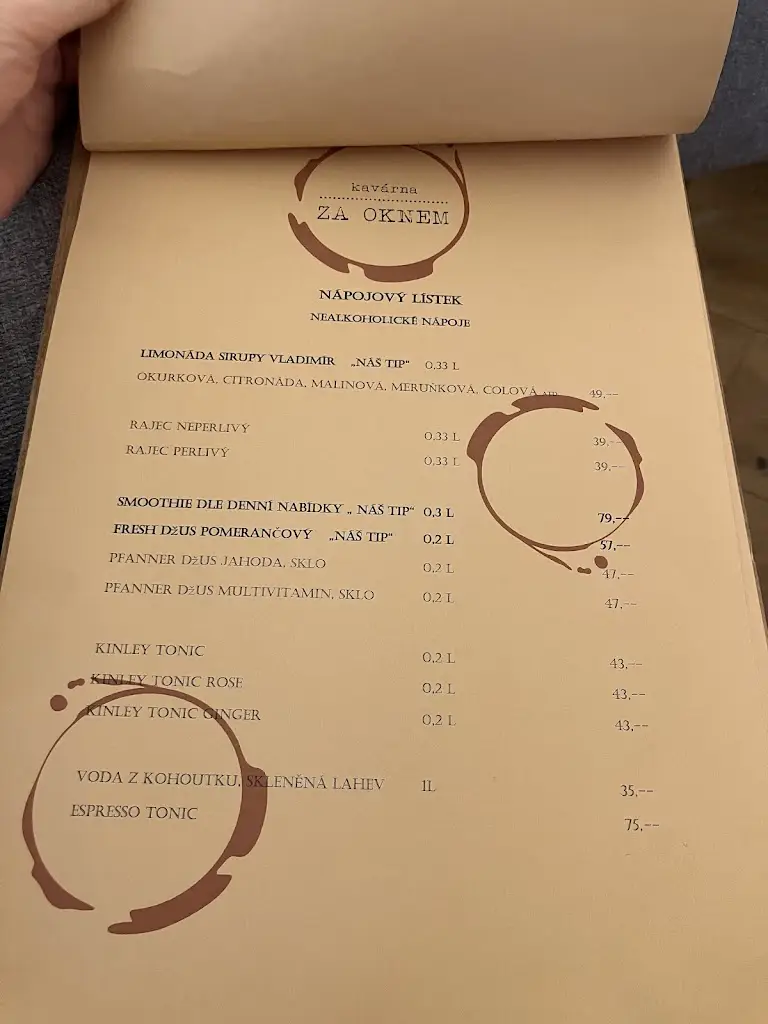 kavárna
ZA OKNEM
NÁPOJOVÝ LÍSTEK
NEALKOHOLICKÉ NÁPOJE
LIMONÁDA SIRUPY VLADIMÍR „NÁŠ TIP“ 0,33 L
OKURKOVÁ, CITRONÁDA, MALINOVÁ, MERUŇKOVÁ, COLOVÁ 49,--
RAJEC NEPERLIVÝ 0,33 L 39,--
RAJEC PERLIVÝ 0,33 L 39,--
SMOOTHIE DLE DENNÍ NABÍDKY „ NÁŠ TIP“ 0,3 L 79,--
FRESH DžUS POMERANČOVÝ „NÁŠ TIP“ 0,2 L 57,--
PFANNER DžUS JAHODA, SKLO 0,2 L 47,--
PFANNER DžUS MULTIVITAMIN, SKLO 0,2 L 47,--
KINLEY TONIC 0,2 L 43,--
KINLEY TONIC ROSE 0,2 L 43,--
KINLEY TONIC GINGER 0,2 L 43,--
VODA Z KOHOUTKU, SKLENĚNÁ LAHEV 1L 35,--
ESPRESSO TONIC 75,--